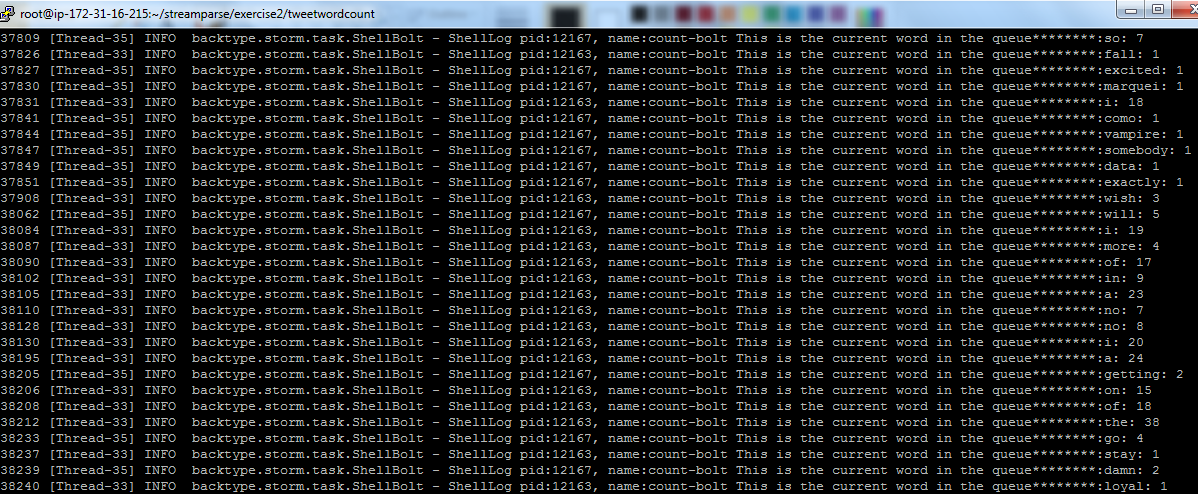 root@ip-172-31-16-215:~/streamparse/exercise2/tweetwordcount
37809 [Thread-35] INFO  backtype.storm.task.ShellBolt - ShellLog pid:12167, name:count-bolt This is the current word in the queue********:so: 7
37826 [Thread-33] INFO  backtype.storm.task.ShellBolt - ShellLog pid:12163, name:count-bolt This is the current word in the queue********:fall: 1
37827 [Thread-35] INFO  backtype.storm.task.ShellBolt - ShellLog pid:12167, name:count-bolt This is the current word in the queue********:excited: 1
37830 [Thread-35] INFO  backtype.storm.task.ShellBolt - ShellLog pid:12167, name:count-bolt This is the current word in the queue********:marquei: 1
37831 [Thread-33] INFO  backtype.storm.task.ShellBolt - ShellLog pid:12163, name:count-bolt This is the current word in the queue********:i: 18
37841 [Thread-35] INFO  backtype.storm.task.ShellBolt - ShellLog pid:12167, name:count-bolt This is the current word in the queue********:como: 1
37844 [Thread-35] INFO  backtype.storm.task.ShellBolt - ShellLog pid:12167, name:count-bolt This is the current word in the queue********:vampire: 1
37847 [Thread-35] INFO  backtype.storm.task.ShellBolt - ShellLog pid:12167, name:count-bolt This is the current word in the queue********:somebody: 1
37849 [Thread-35] INFO  backtype.storm.task.ShellBolt - ShellLog pid:12167, name:count-bolt This is the current word in the queue********:data: 1
37851 [Thread-35] INFO  backtype.storm.task.ShellBolt - ShellLog pid:12167, name:count-bolt This is the current word in the queue********:exactly: 1
37908 [Thread-33] INFO  backtype.storm.task.ShellBolt - ShellLog pid:12163, name:count-bolt This is the current word in the queue********:wish: 3
38062 [Thread-35] INFO  backtype.storm.task.ShellBolt - ShellLog pid:12167, name:count-bolt This is the current word in the queue********:will: 5
38084 [Thread-33] INFO  backtype.storm.task.ShellBolt - ShellLog pid:12163, name:count-bolt This is the current word in the queue********:i: 19
38087 [Thread-33] INFO  backtype.storm.task.ShellBolt - ShellLog pid:12163, name:count-bolt This is the current word in the queue********:more: 4
38090 [Thread-33] INFO  backtype.storm.task.ShellBolt - ShellLog pid:12163, name:count-bolt This is the current word in the queue********:of: 17
38102 [Thread-33] INFO  backtype.storm.task.ShellBolt - ShellLog pid:12163, name:count-bolt This is the current word in the queue********:in: 9
38105 [Thread-33] INFO  backtype.storm.task.ShellBolt - ShellLog pid:12163, name:count-bolt This is the current word in the queue********:a: 23
38110 [Thread-33] INFO  backtype.storm.task.ShellBolt - ShellLog pid:12163, name:count-bolt This is the current word in the queue********:no: 7
38128 [Thread-33] INFO  backtype.storm.task.ShellBolt - ShellLog pid:12163, name:count-bolt This is the current word in the queue********:no: 8
38130 [Thread-33] INFO  backtype.storm.task.ShellBolt - ShellLog pid:12163, name:count-bolt This is the current word in the queue********:i: 20
38195 [Thread-33] INFO  backtype.storm.task.ShellBolt - ShellLog pid:12163, name:count-bolt This is the current word in the queue********:a: 24
38205 [Thread-35] INFO  backtype.storm.task.ShellBolt - ShellLog pid:12167, name:count-bolt This is the current word in the queue********:getting: 2
38206 [Thread-33] INFO  backtype.storm.task.ShellBolt - ShellLog pid:12163, name:count-bolt This is the current word in the queue********:on: 15
38208 [Thread-33] INFO  backtype.storm.task.ShellBolt - ShellLog pid:12163, name:count-bolt This is the current word in the queue********:of: 18
38212 [Thread-33] INFO  backtype.storm.task.ShellBolt - ShellLog pid:12163, name:count-bolt This is the current word in the queue********:the: 38
38233 [Thread-35] INFO  backtype.storm.task.ShellBolt - ShellLog pid:12167, name:count-bolt This is the current word in the queue********:go: 4
38237 [Thread-33] INFO  backtype.storm.task.ShellBolt - ShellLog pid:12163, name:count-bolt This is the current word in the queue********:stay: 1
38239 [Thread-35] INFO  backtype.storm.task.ShellBolt - ShellLog pid:12167, name:count-bolt This is the current word in the queue********:damn: 2
38240 [Thread-33] INFO  backtype.storm.task.ShellBolt - ShellLog pid:12163, name:count-bolt This is the current word in the queue********:loyal: 1